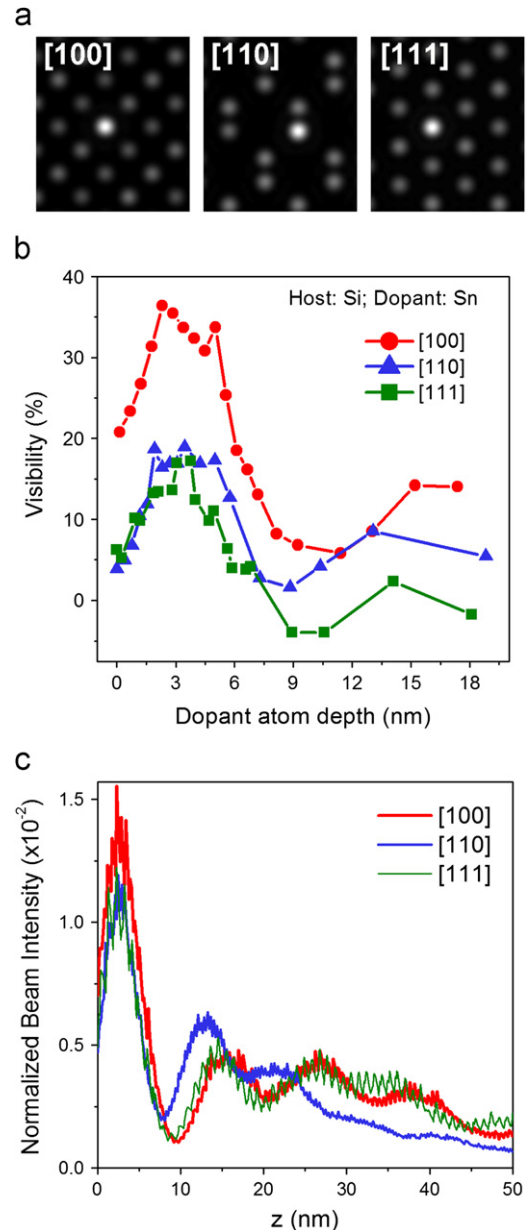 a
[100] [110] [111]
b
Host: Si; Dopant: Sn
[100]
[110]
[111]
Visibility (%)
40
30
20
10
0
0 3 6 9 12 15 18
Dopant atom depth (nm)
c
[100]
[110]
[111]
Normalized Beam Intensity (x10⁻²)
1.5
1.0
0.5
0.0
0 10 20 30 40 50
z (nm)